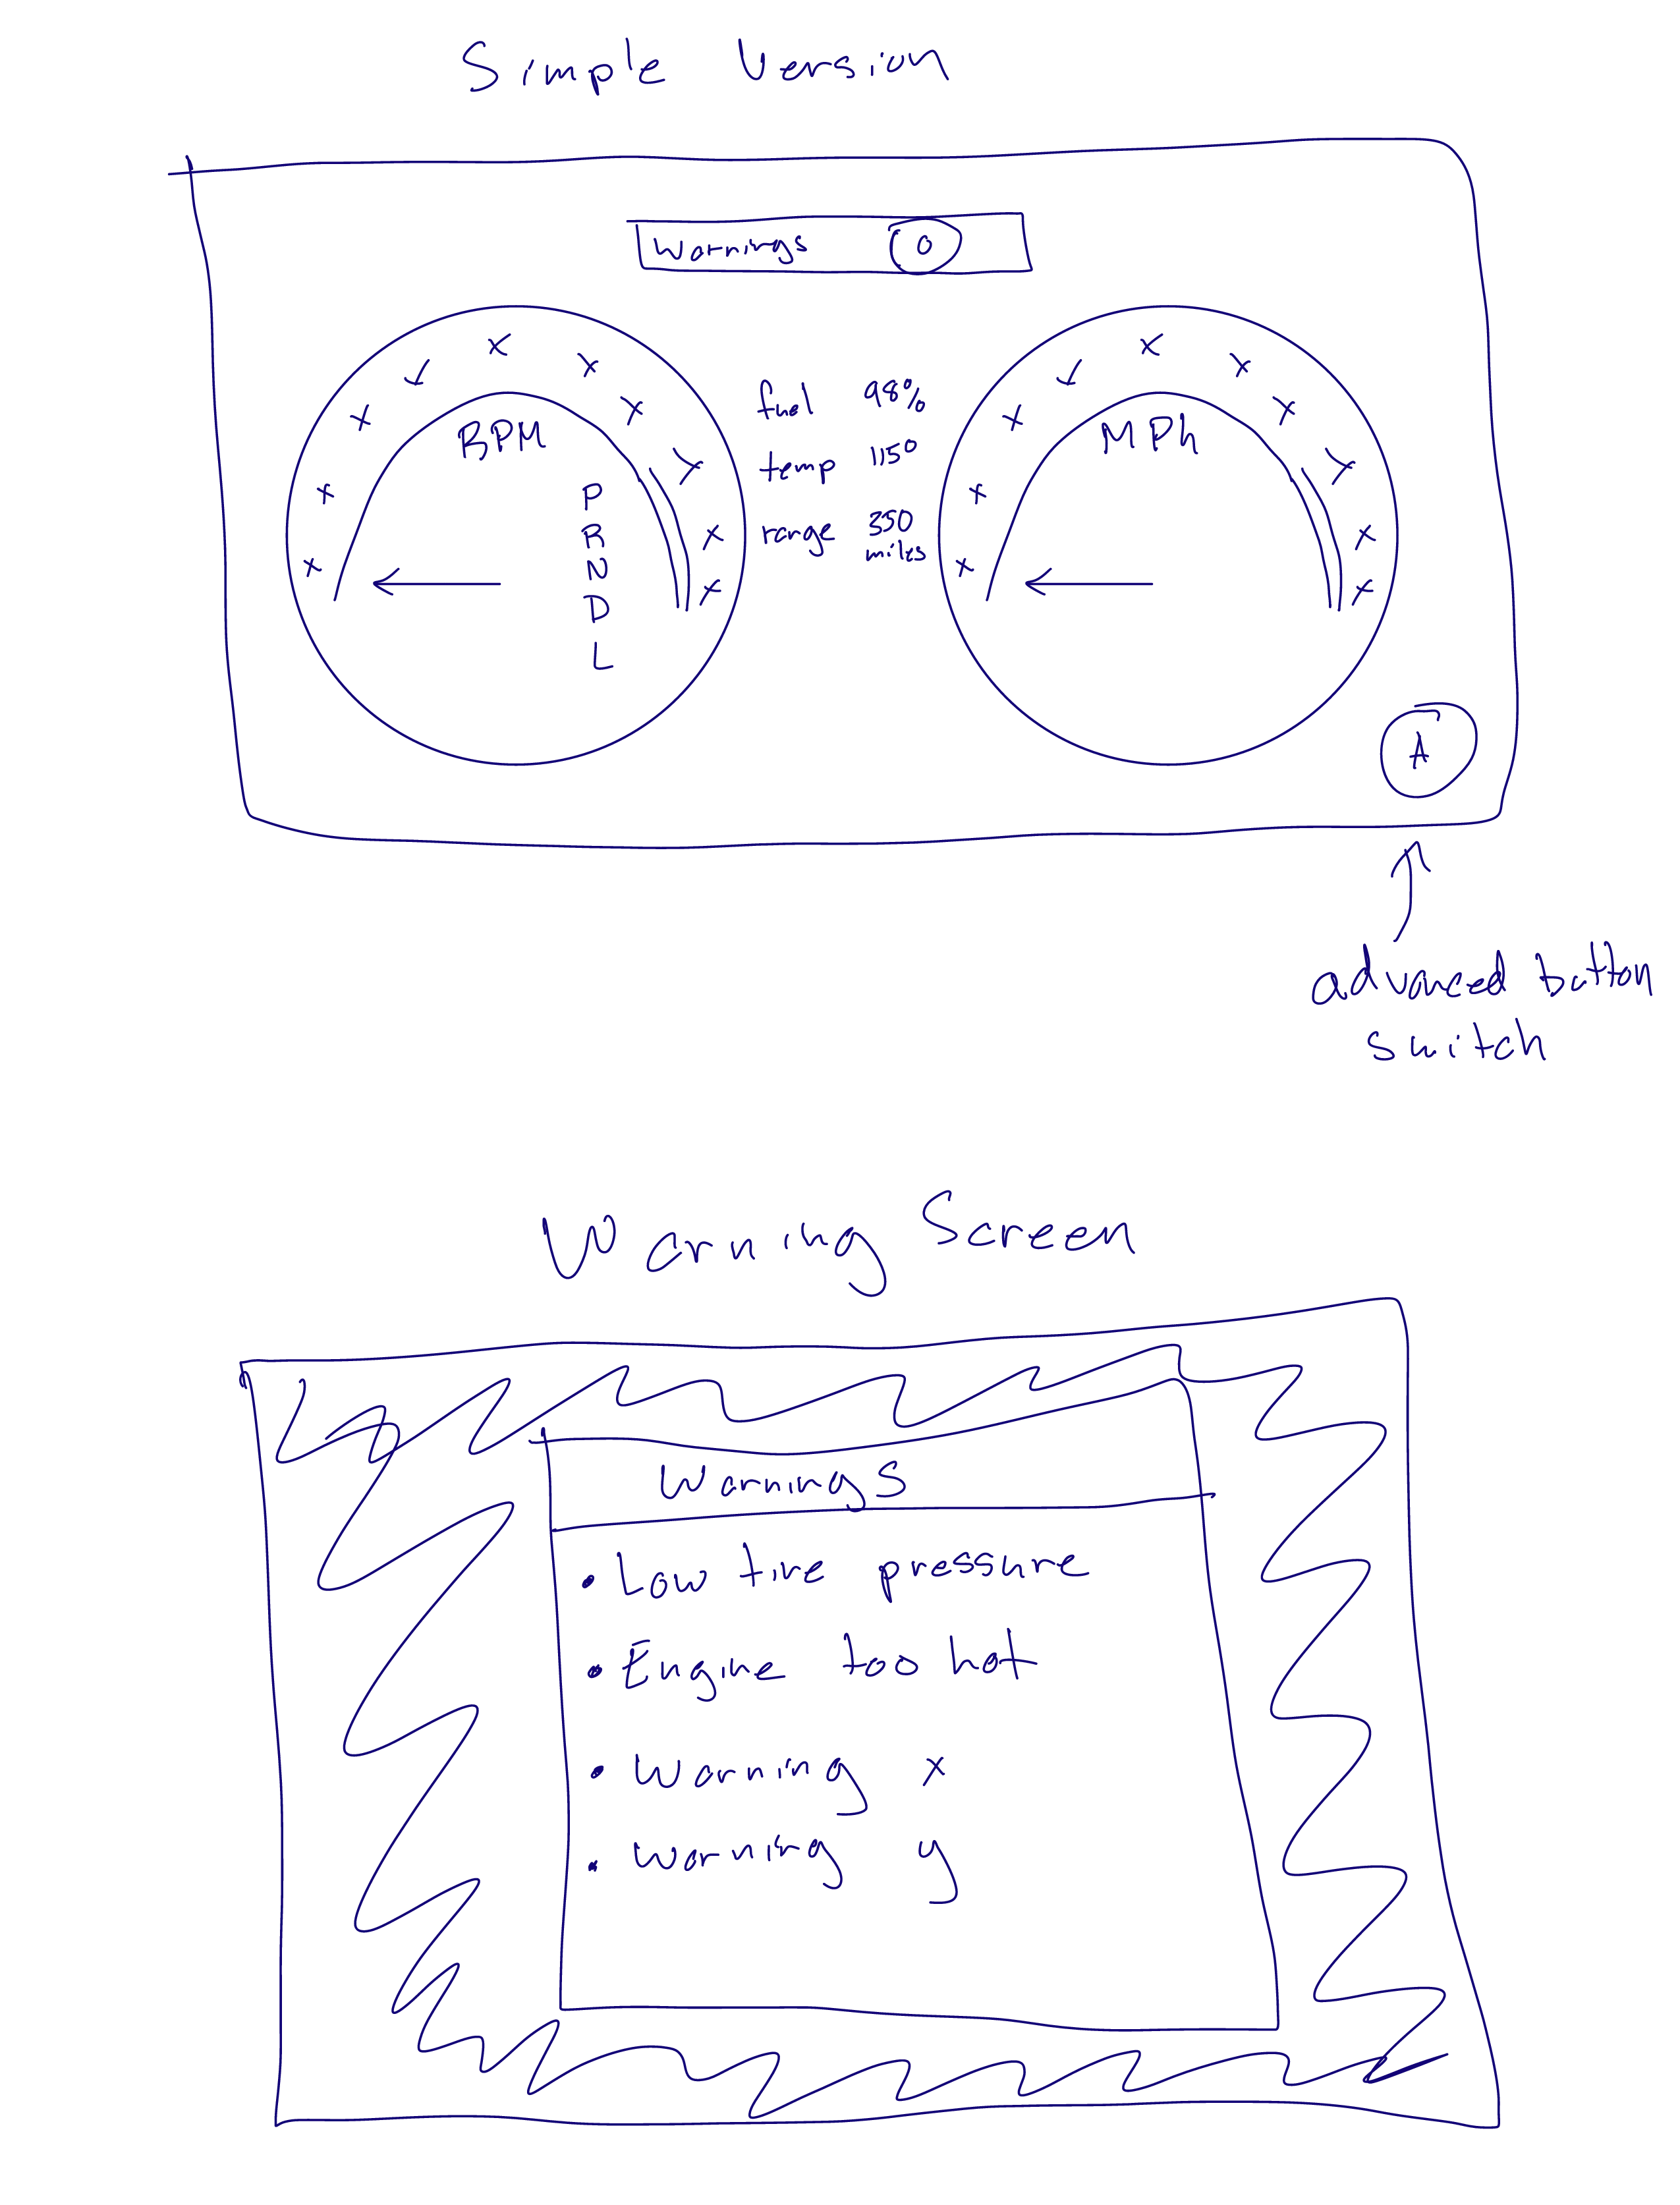 Simple Version
Warnings 0
RPM
P
R
N
D
L
fuel 98%
temp 115°
range 350
miles
MPh
A
advanced button
switch
Warning Screen
Warnings
• Low tire pressure
• Engine too hot
• Warning x
• Warning y